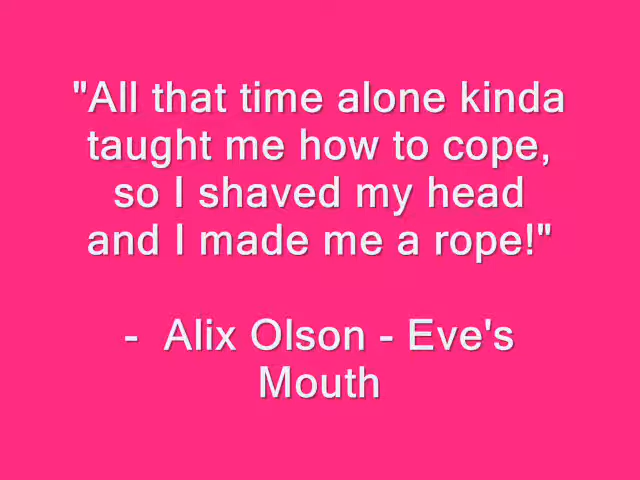 "All that time alone kinda
taught me how to cope,
so I shaved my head
and I made me a rope!"
-  Alix Olson - Eve's
Mouth